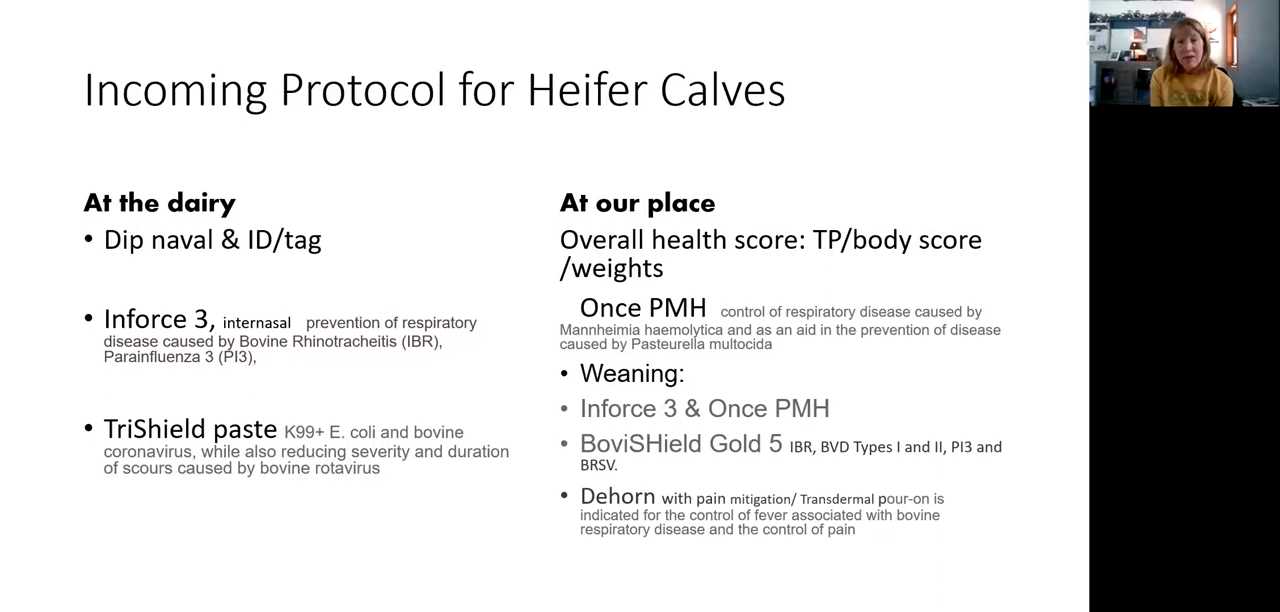 Incoming Protocol for Heifer Calves
At the dairy
• Dip naval & ID/tag
• Inforce 3, internasal prevention of respiratory
disease caused by Bovine Rhinotracheitis (IBR),
Parainfluenza 3 (PI3),
• TriShield paste K99+ E. coli and bovine
coronavirus, while also reducing severity and duration
of scours caused by bovine rotavirus
At our place
Overall health score: TP/body score
/weights
Once PMH control of respiratory disease caused by
Mannheimia haemolytica and as an aid in the prevention of disease
caused by Pasteurella multocida
• Weaning:
• Inforce 3 & Once PMH
• BoviSHield Gold 5 IBR, BVD Types I and II, PI3 and
BRSV.
• Dehorn with pain mitigation/ Transdermal pour-on is
indicated for the control of fever associated with bovine
respiratory disease and the control of pain